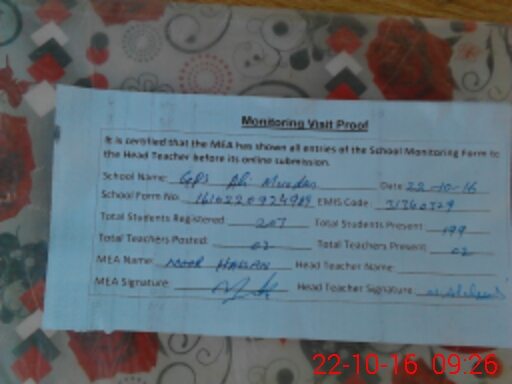 Monitoring Visit Proof
It is certified that the MEA has shown all entries of the School Monitoring Form to
the Head Teacher before its online submission.
School Name: GPS Ali Date 22-10-16
School Form No. EMIS Code:
Total Students Registered: 207 Total Students Present: 199
Total Teachers Posted: 02 Total Teachers Present: 02
MEA Name: NOOR HASSAN Head Teacher Name:
MEA Signature: Head Teacher Signature:
22-10-16 09:26